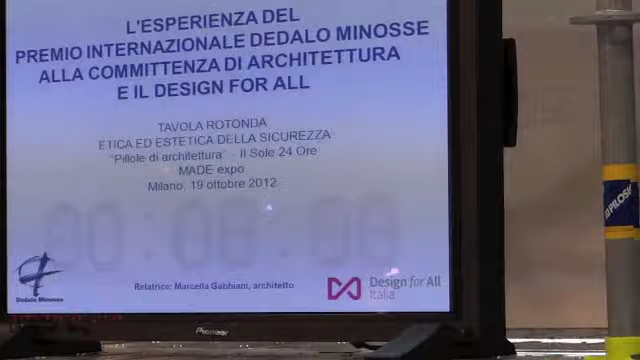 L'ESPERIENZA DEL
PREMIO INTERNAZIONALE DEDALO MINOSSE
ALLA COMMITTENZA DI ARCHITETTURA
E IL DESIGN FOR ALL
TAVOLA ROTONDA
ETICA ED ESTETICA DELLA SICUREZZA
"Pillole di architettura" - Il Sole 24 Ore
MADE expo
Milano, 19 ottobre 2012
Dedalo Minosse
Relatrice: Marcella Gabbiani, architetto
Design for All
Italia
Pioneer
PILOSIO